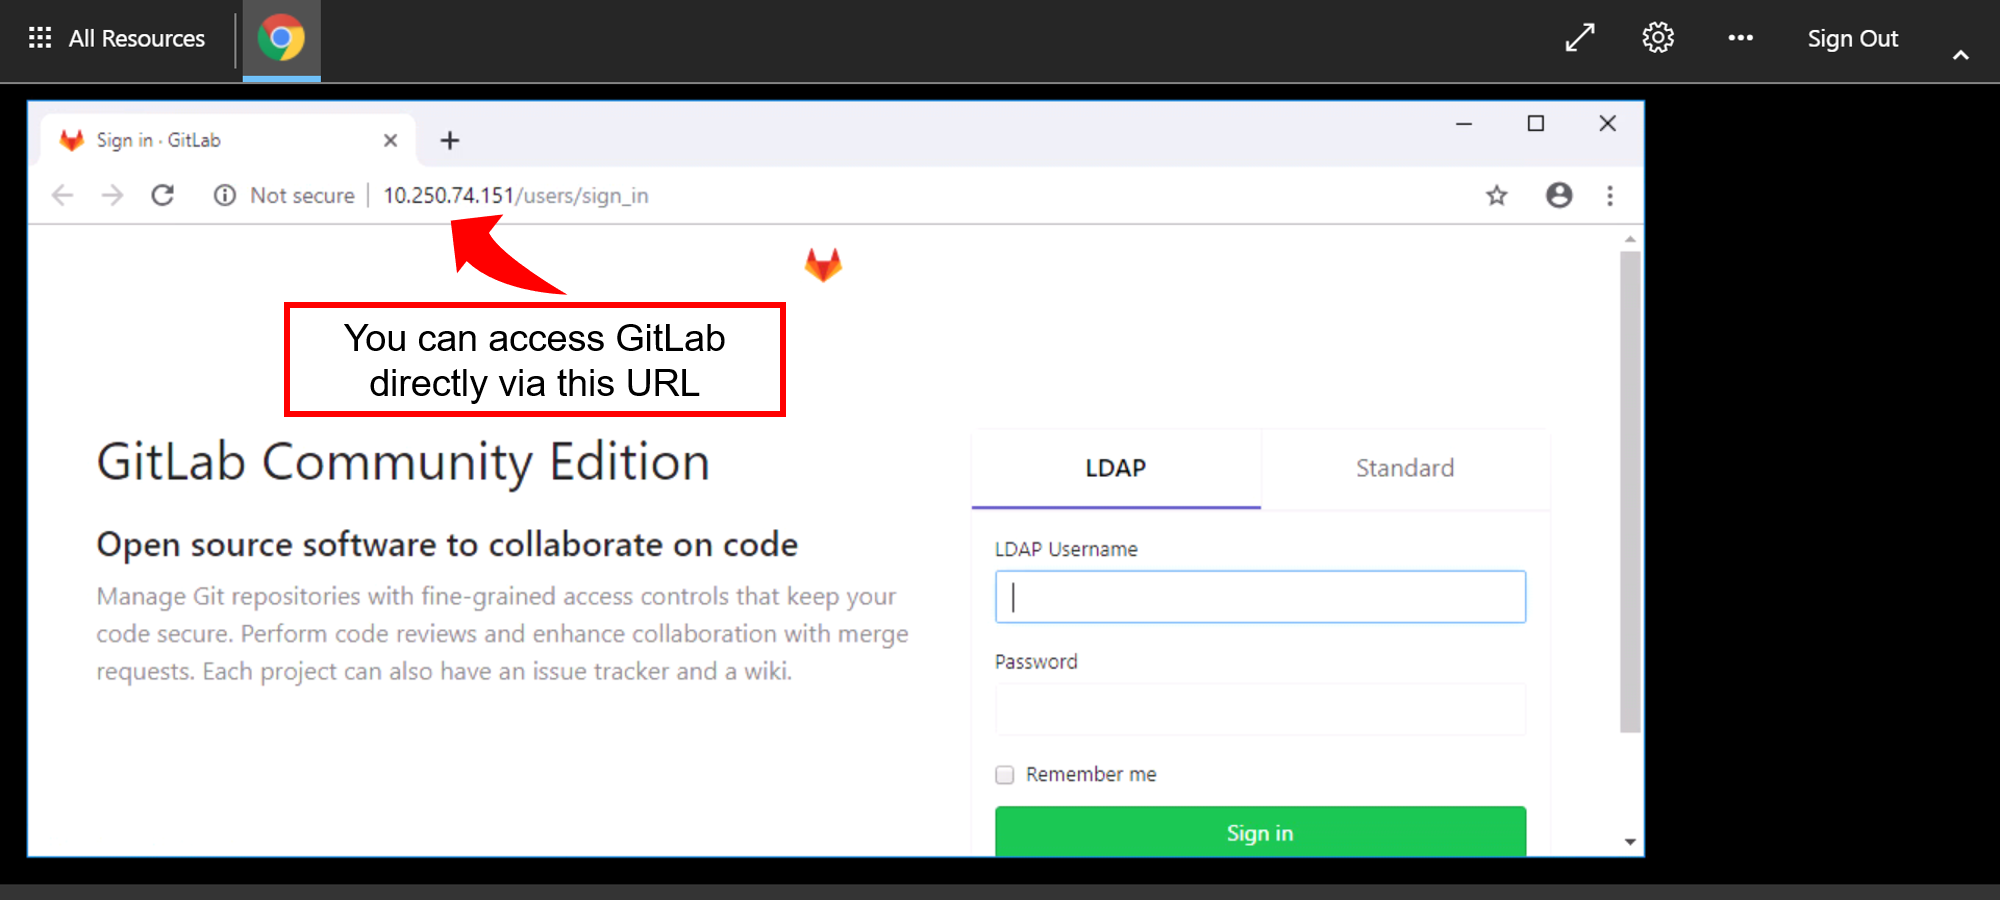 All Resources
Sign Out
Sign in · GitLab
Not secure | 10.250.74.151/users/sign_in
You can access GitLab
directly via this URL
GitLab Community Edition
Open source software to collaborate on code
Manage Git repositories with fine-grained access controls that keep your
code secure. Perform code reviews and enhance collaboration with merge
requests. Each project can also have an issue tracker and a wiki.
LDAP
Standard
LDAP Username
Password
Remember me
Sign in